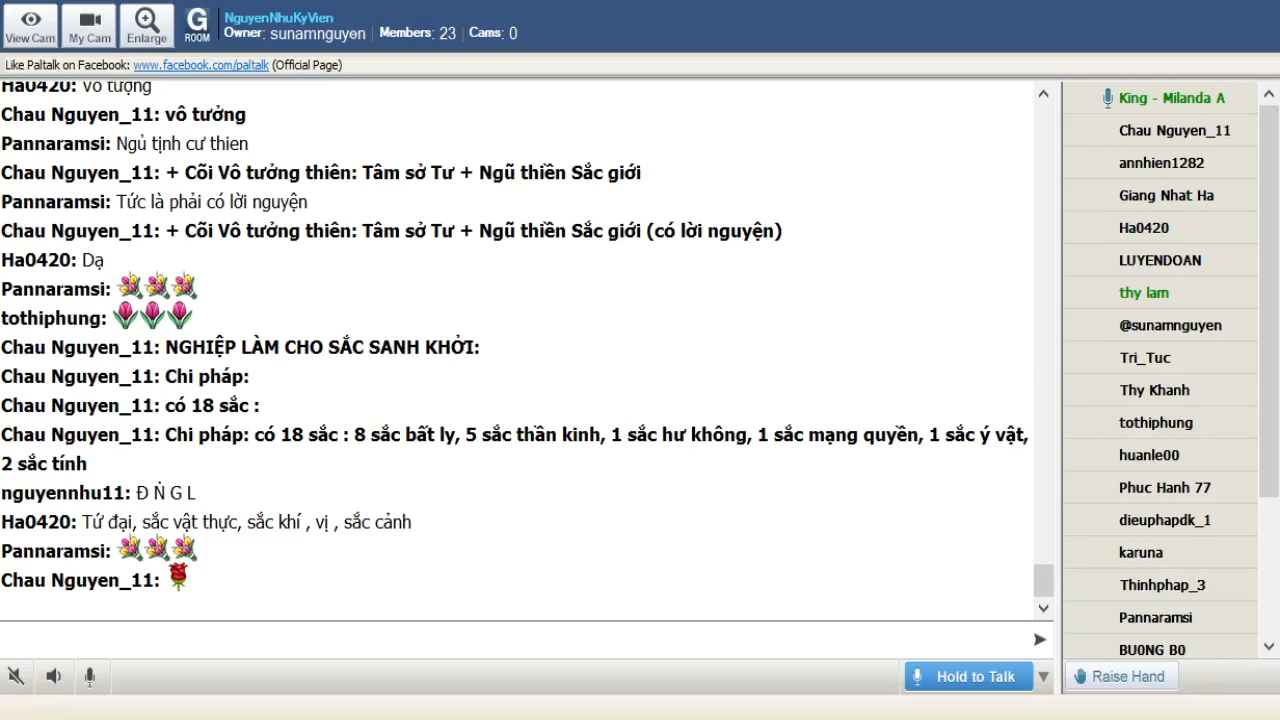 View Cam
My Cam
Enlarge
G
ROOM
NguyenNhuKyVien
Owner: sunamnguyen
Members: 23
Cams: 0
Like Paltalk on Facebook: www.facebook.com/paltalk (Official Page)
Ha0420: vô tượng
Chau Nguyen_11: vô tưởng
Pannaramsi: Ngủ tịnh cư thien
Chau Nguyen_11: + Cõi Vô tưởng thiên: Tâm sở Tư + Ngũ thiền Sắc giới
Pannaramsi: Tức là phải có lời nguyện
Chau Nguyen_11: + Cõi Vô tưởng thiên: Tâm sở Tư + Ngũ thiền Sắc giới (có lời nguyện)
Ha0420: Dạ
Pannaramsi:
tothiphung:
Chau Nguyen_11: NGHIỆP LÀM CHO SẮC SANH KHỞI:
Chau Nguyen_11: Chi pháp:
Chau Nguyen_11: có 18 sắc :
Chau Nguyen_11: Chi pháp: có 18 sắc : 8 sắc bất ly, 5 sắc thần kinh, 1 sắc hư không, 1 sắc mạng quyền, 1 sắc ý vật,
2 sắc tính
nguyennhu11: Đ Ṅ G L
Ha0420: Tứ đại, sắc vật thực, sắc khí , vị , sắc cảnh
Pannaramsi:
Chau Nguyen_11:
King - Milanda A
Chau Nguyen_11
annhien1282
Giang Nhat Ha
Ha0420
LUYENDOAN
thy lam
@sunamnguyen
Tri_Tuc
Thy Khanh
tothiphung
huanle00
Phuc Hanh 77
dieuphapdk_1
karuna
Thinhphap_3
Pannaramsi
BU0NG B0
Hold to Talk
Raise Hand